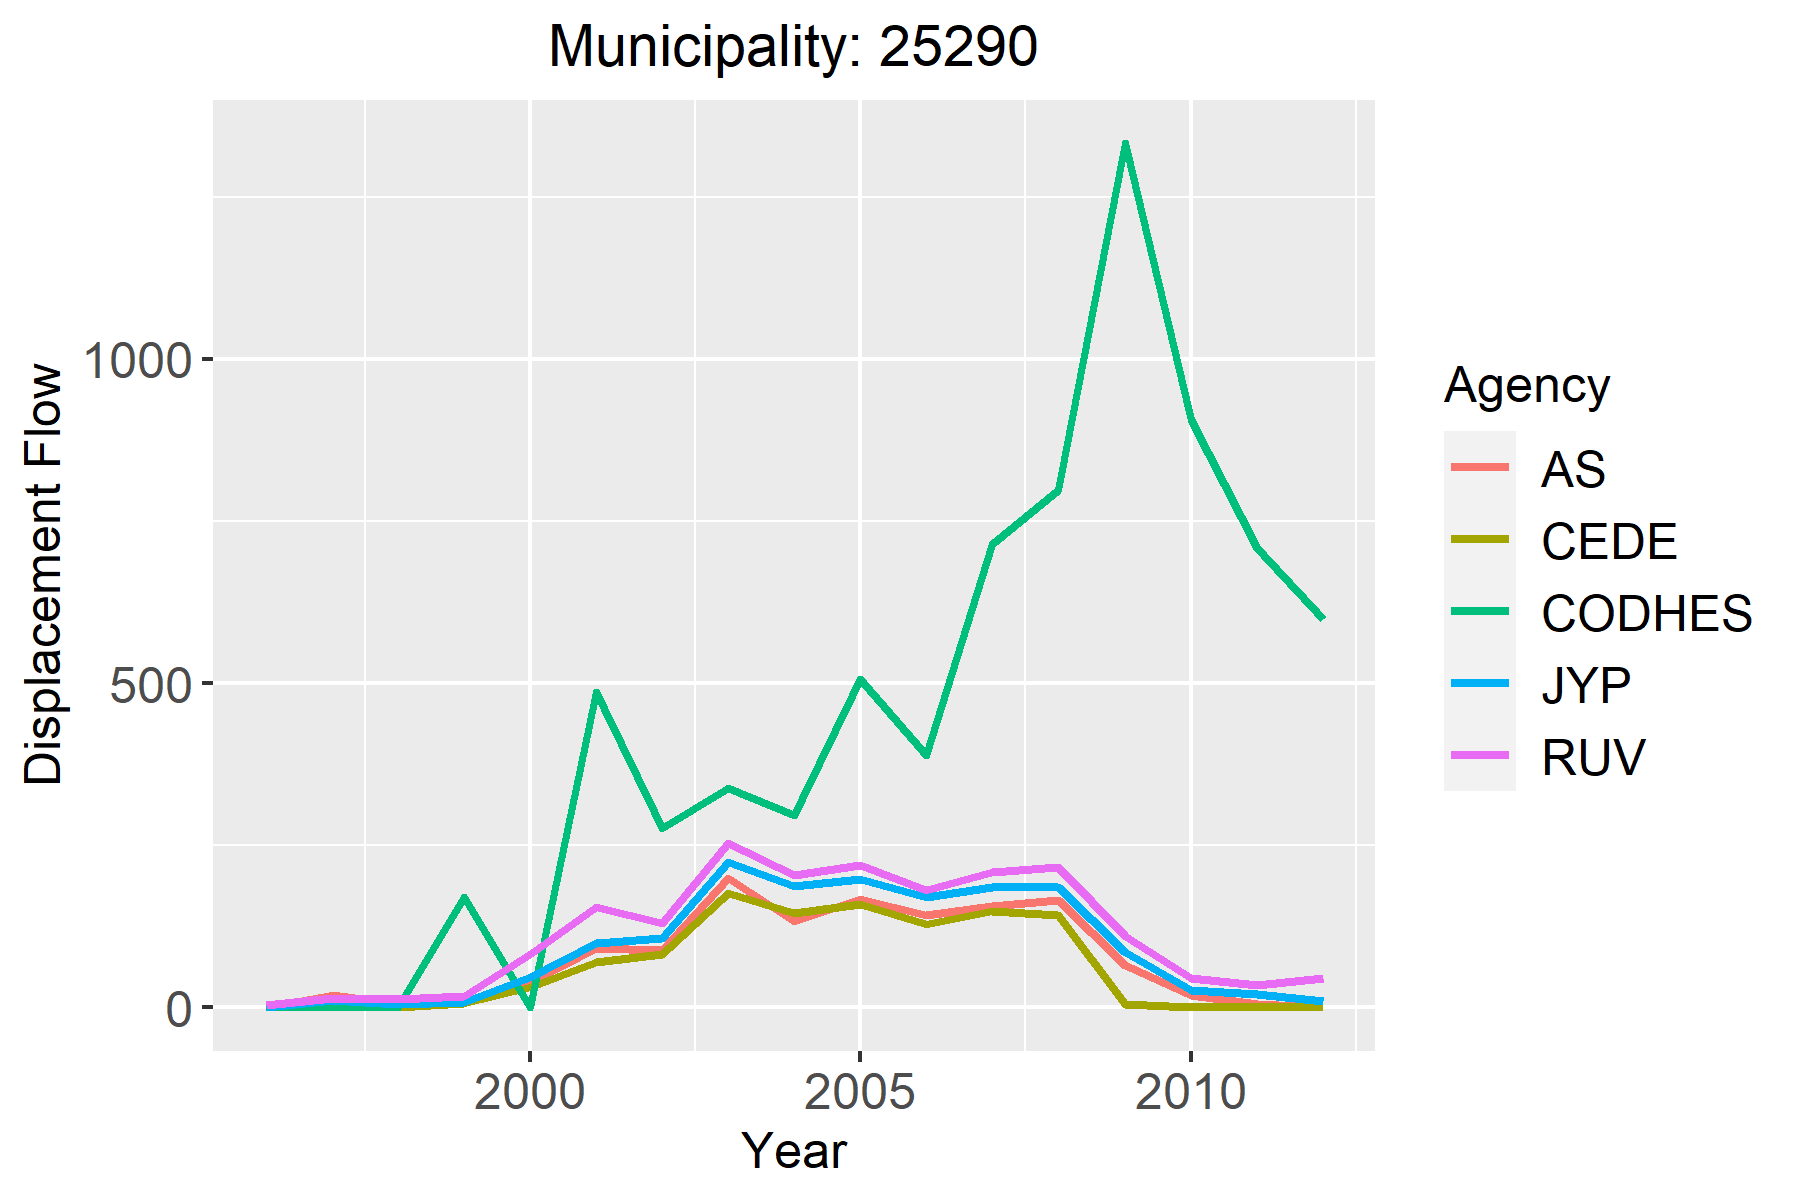 Municipality: 25290
Displacement Flow
1000
500
0
2000
2005
2010
Year
Agency
AS
CEDE
CODHES
JYP
RUV